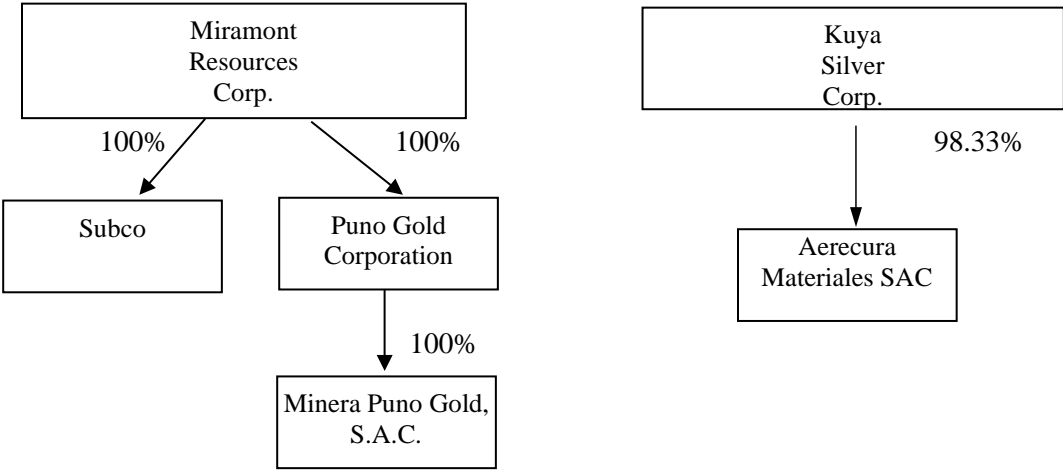 Miramont
Resources
Corp.
100%
100%
Subco
Puno Gold
Corporation
100%
Minera Puno Gold,
S.A.C.
Kuya
Silver
Corp.
98.33%
Aerecura
Materiales SAC